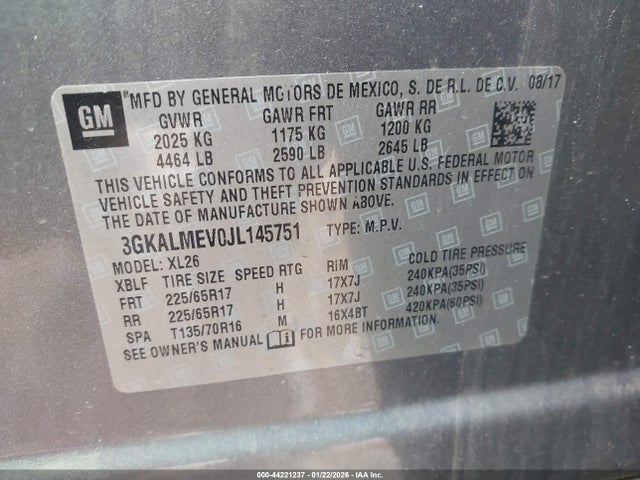 GM
*MFD BY GENERAL MOTORS DE MEXICO, S. DE R.L. DE C.V. 08/17
GVWR GAWR FRT GAWR RR
2025 KG 1175 KG 1200 KG
4464 LB 2590 LB 2645 LB
THIS VEHICLE CONFORMS TO ALL APPLICABLE U.S. FEDERAL MOTOR
VEHICLE SAFETY AND THEFT PREVENTION STANDARDS IN EFFECT ON
THE DATE OF MANUFACTURE SHOWN ABOVE.*
3GKALMEV0JL145751 TYPE: M.P.V.
MODEL: XL26
XBLF TIRE SIZE SPEED RTG RIM COLD TIRE PRESSURE
FRT 225/65R17 H 17X7J 240KPA(35PSI)
RR 225/65R17 H 17X7J 240KPA(35PSI)
SPA T135/70R16 M 16X4BT 420KPA(60PSI)
SEE OWNER'S MANUAL FOR ADDITIONAL INFORMATION.
000-44221237 - 01/22/2026 - IAA, Inc.